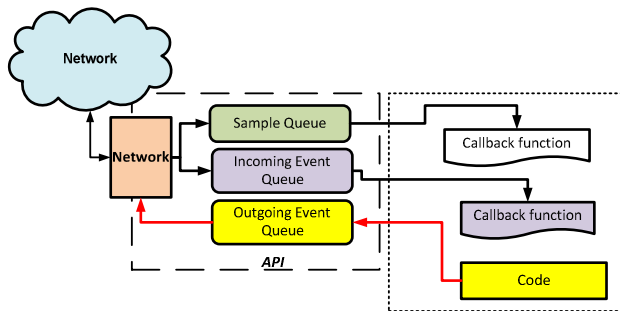 Network
Network
Sample Queue
Incoming Event
Queue
Outgoing Event
Queue
API
Callback function
Callback function
Code